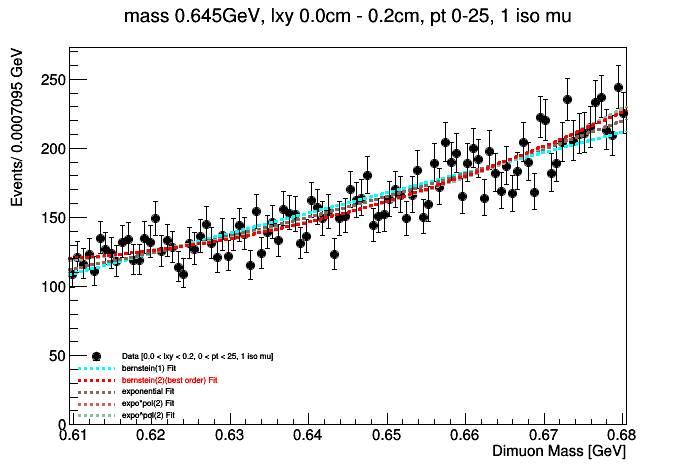 mass 0.645GeV, lxy 0.0cm - 0.2cm, pt 0-25, 1 iso mu
Events/ 0.0007095 GeV
250
200
150
100
50
0
Data [0.0 < lxy < 0.2, 0 < pt < 25, 1 iso mu]
bernstein(1) Fit
bernstein(2)(best order) Fit
exponential Fit
expo*pol(2) Fit
expo^pol(2) Fit
0.61 0.62 0.63 0.64 0.65 0.66 0.67 0.68
Dimuon Mass [GeV]